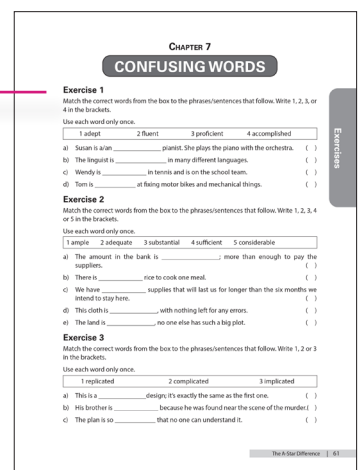 CHAPTER 7
CONFUSING WORDS
Exercise 1
Match the correct words from the box to the phrases/sentences that follow. Write 1, 2, 3, or
4 in the brackets.
Use each word only once.
1 adept 2 fluent 3 proficient 4 accomplished
a) Susan is a/an ____________ pianist. She plays the piano with the orchestra. ( )
b) The linguist is ____________ in many different languages. ( )
c) Wendy is ____________ in tennis and is on the school team. ( )
d) Tom is ____________ at fixing motor bikes and mechanical things. ( )
Exercise 2
Match the correct words from the box to the phrases/sentences that follow. Write 1, 2, 3, 4
or 5 in the brackets.
Use each word only once.
1 ample 2 adequate 3 substantial 4 sufficient 5 considerable
a) The amount in the bank is ____________; more than enough to pay the
suppliers. ( )
b) There is ____________ rice to cook one meal. ( )
c) We have ____________ supplies that will last us for longer than the six months we
intend to stay here. ( )
d) This cloth is ____________, with nothing left for any errors. ( )
e) The land is ____________, no one else has such a big plot. ( )
Exercise 3
Match the correct words from the box to the phrases/sentences that follow. Write 1, 2 or 3
in the brackets.
Use each word only once.
1 replicated 2 complicated 3 implicated
a) This is a ____________ design; it's exactly the same as the first one. ( )
b) His brother is ____________ because he was found near the scene of the murder. ( )
c) The plan is so ____________ that no one can understand it. ( )
Exercises
The A-Star Difference | 61